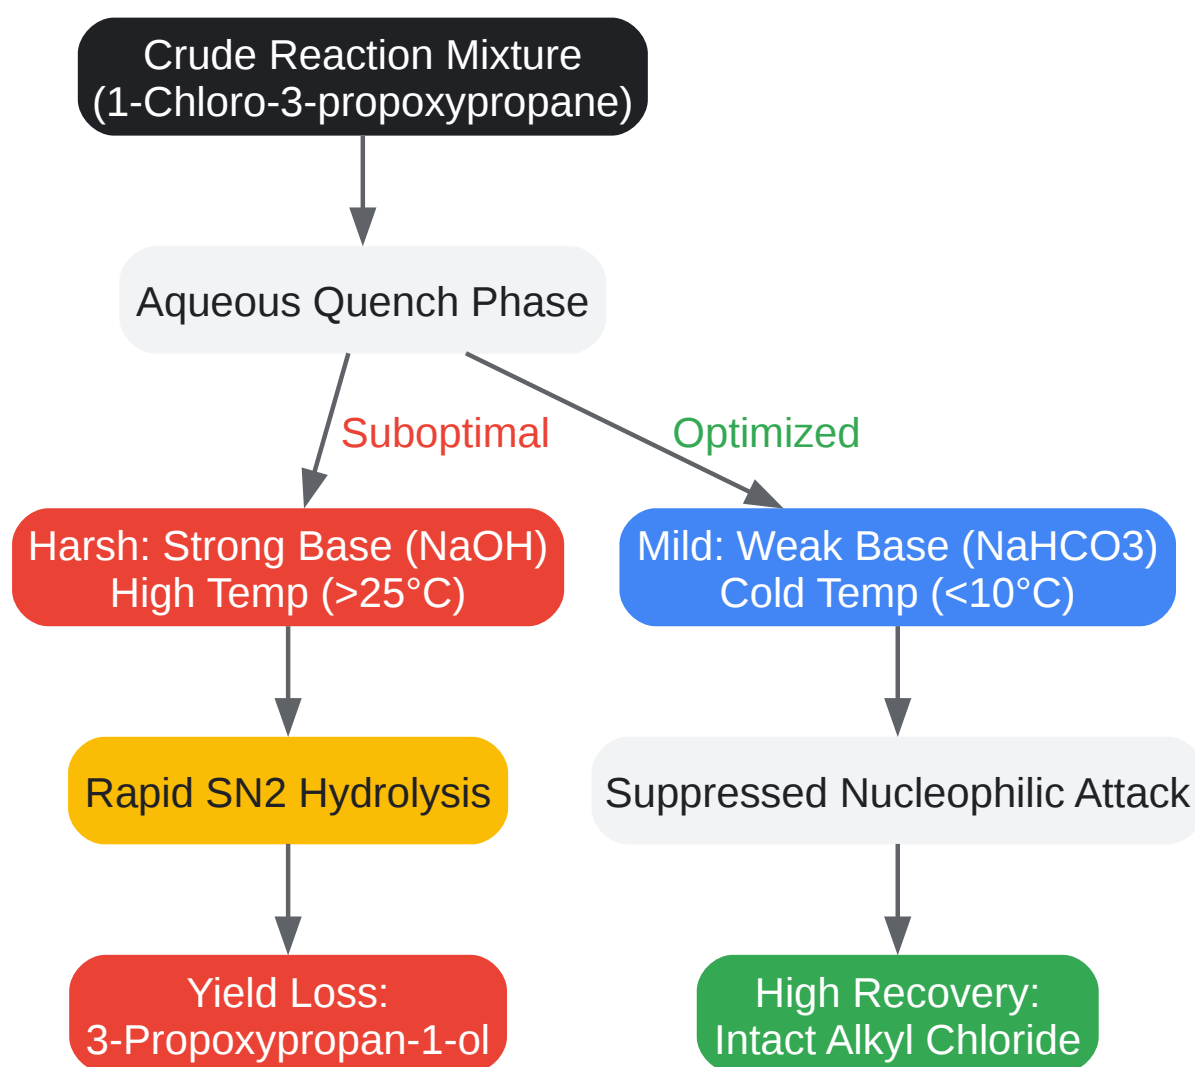 Crude Reaction Mixture
(1-Chloro-3-propoxypropane)
Aqueous Quench Phase
Suboptimal
Optimized
Harsh: Strong Base (NaOH)
High Temp (>25°C)
Mild: Weak Base (NaHCO3)
Cold Temp (<10°C)
Rapid SN2 Hydrolysis
Suppressed Nucleophilic Attack
Yield Loss:
3-Propoxypropan-1-ol
High Recovery:
Intact Alkyl Chloride